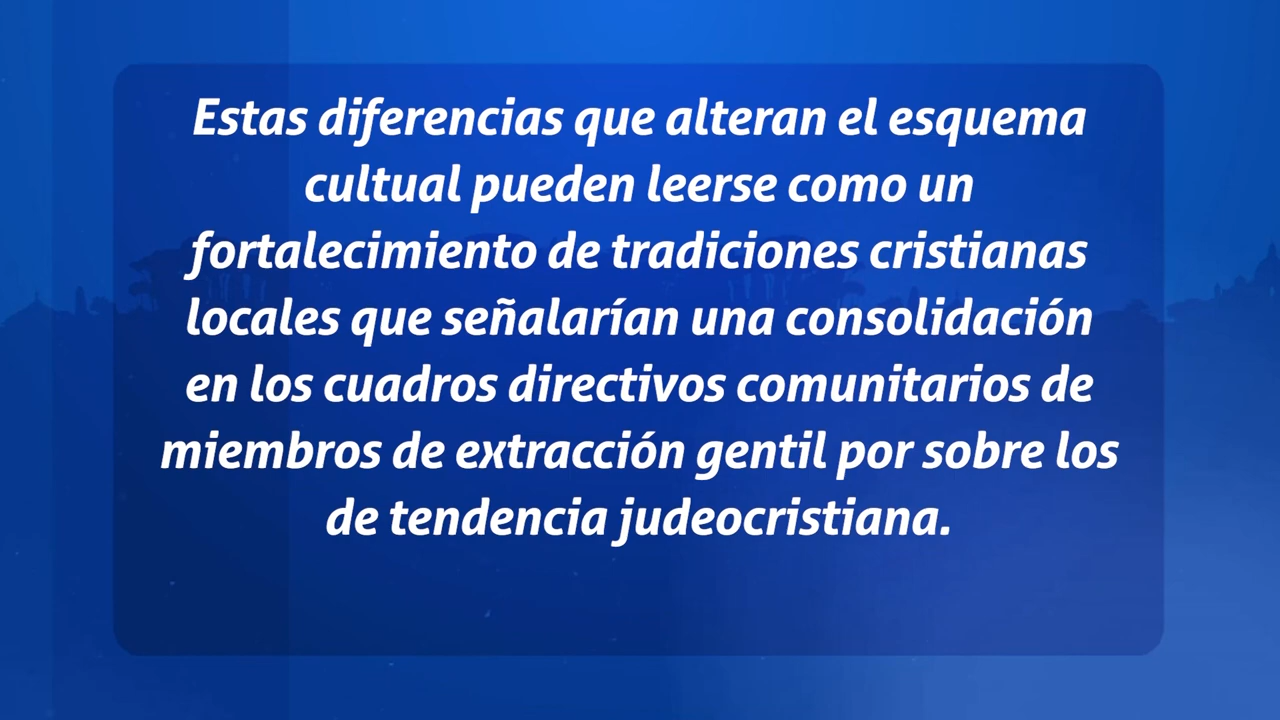 Estas diferencias que alteran el esquema
cultual pueden leerse como un
fortalecimiento de tradiciones cristianas
locales que señalarían una consolidación
en los cuadros directivos comunitarios de
miembros de extracción gentil por sobre los
de tendencia judeocristiana.